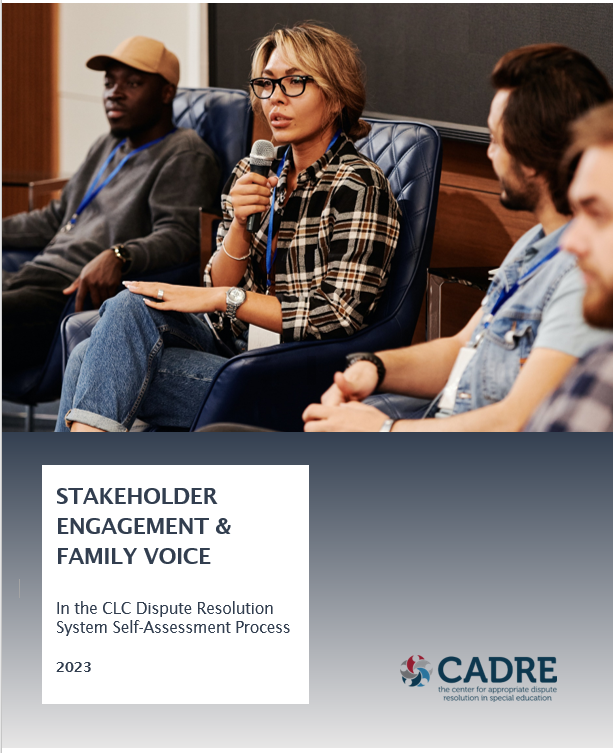 STAKEHOLDER
ENGAGEMENT &
FAMILY VOICE
In the CLC Dispute Resolution
System Self-Assessment Process
2023
CADRE
the center for appropriate dispute
resolution in special education